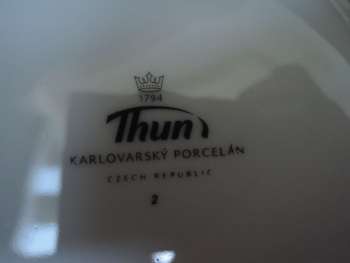 1794
Thun
KARLOVARSKÝ PORCELÁN
CZECH REPUBLIC
2